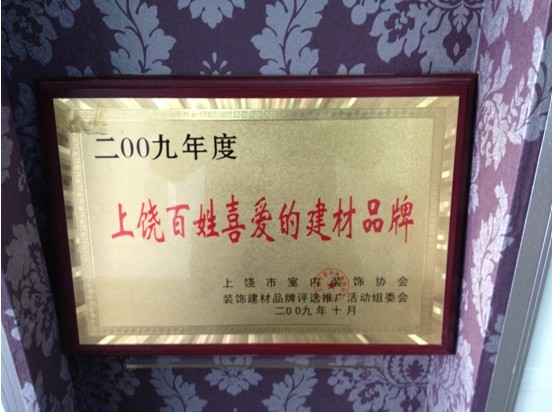 二00九年度
上饶百姓喜爱的建材品牌
上饶市室内装饰协会
装饰建材品牌评选推广活动组委会
二00九年十月